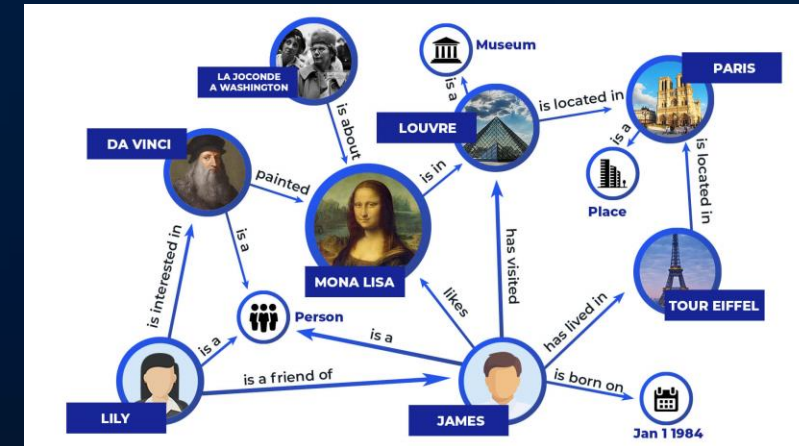 Museum
LA JOCONDE
A WASHINGTON
PARIS
is a
is located in
LOUVRE
is about
DA VINCI
is a
is located in
painted
is in
Place
is interested in
is a
has visited
MONA LISA
likes
has lived in
TOUR EIFFEL
Person
is a
is a
is a friend of
is born on
LILY
JAMES
Jan 1 1984